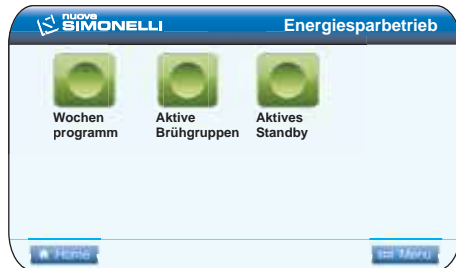 nuova
SIMONELLI
Energiesparbetrieb
Wochen
programm
Aktive
Brühgruppen
Aktives
Standby
Home
Menu